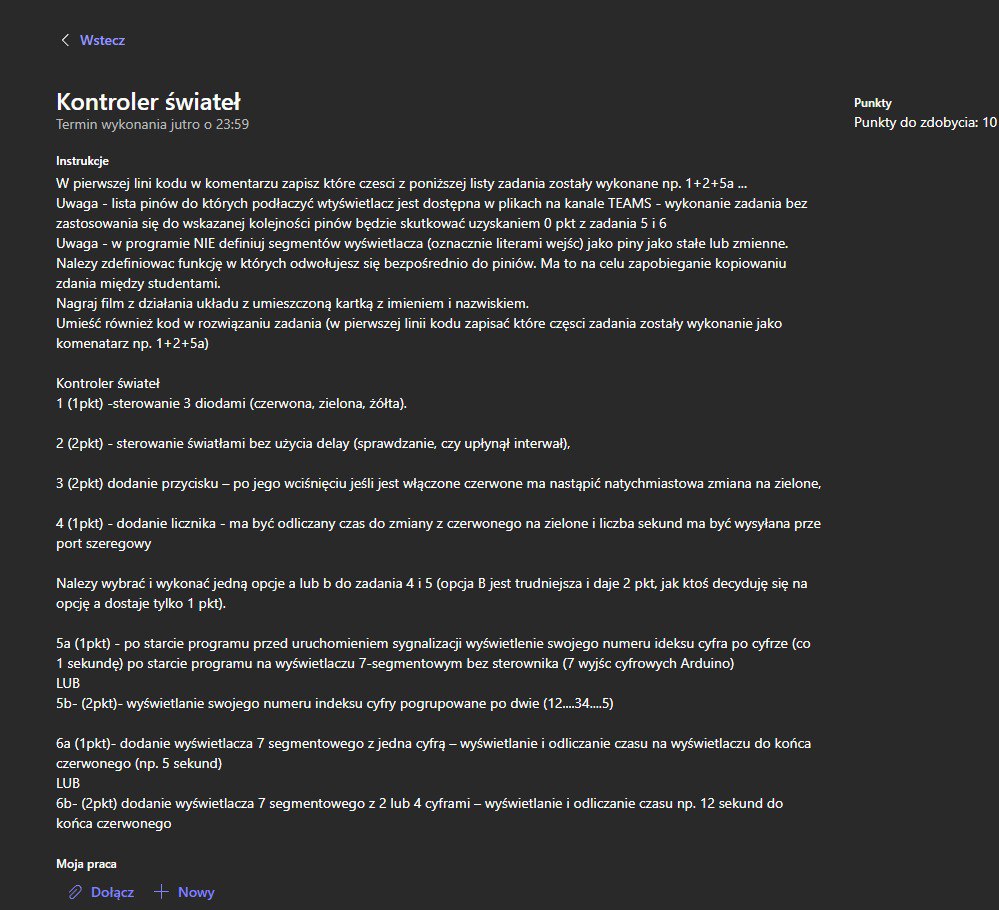 Wstecz
Kontroler świateł
Termin wykonania jutro o 23:59
Punkty
Punkty do zdobycia: 10
Instrukcje
W pierwszej lini kodu w komentarzu zapisz które czesci z poniższej listy zadania zostały wykonane np. 1+2+5a ...
Uwaga - lista pinów do których podłaczyć wtyświetlacz jest dostępna w plikach na kanale TEAMS - wykonanie zadania bez
zastosowania się do wskazanej kolejności pinów będzie skutkować uzyskaniem 0 pkt z zadania 5 i 6
Uwaga - w programie NIE definiuj segmentów wyświetlacza (oznacznie literami wejśc) jako piny jako stałe lub zmienne.
Nalezy zdefiniowac funkcję w których odwołujesz się bezpośrednio do piniów. Ma to na celu zapobieganie kopiowaniu
zdania między studentami.
Nagraj film z działania układu z umieszczoną kartką z imieniem i nazwiskiem.
Umieść również kod w rozwiązaniu zadania (w pierwszej linii kodu zapisać które częsci zadania zostały wykonanie jako
komenatarz np. 1+2+5a)
Kontroler świateł
1 (1pkt) -sterowanie 3 diodami (czerwona, zielona, żółta).
2 (2pkt) - sterowanie światłami bez użycia delay (sprawdzanie, czy upłynął interwał),
3 (2pkt) dodanie przycisku – po jego wciśnięciu jeśli jest włączone czerwone ma nastąpić natychmiastowa zmiana na zielone,
4 (1pkt) - dodanie licznika - ma być odliczany czas do zmiany z czerwonego na zielone i liczba sekund ma być wysyłana prze
port szeregowy
Nalezy wybrać i wykonać jedną opcje a lub b do zadania 4 i 5 (opcja B jest trudniejsza i daje 2 pkt, jak ktoś decyduję się na
opcję a dostaje tylko 1 pkt).
5a (1pkt) - po starcie programu przed uruchomieniem sygnalizacji wyświetlenie swojego numeru ideksu cyfra po cyfrze (co
1 sekundę) po starcie programu na wyświetlaczu 7-segmentowym bez sterownika (7 wyjśc cyfrowych Arduino)
LUB
5b- (2pkt)- wyświetlanie swojego numeru indeksu cyfry pogrupowane po dwie (12....34....5)
6a (1pkt)- dodanie wyświetlacza 7 segmentowego z jedna cyfrą – wyświetlanie i odliczanie czasu na wyświetlaczu do końca
czerwonego (np. 5 sekund)
LUB
6b- (2pkt) dodanie wyświetlacza 7 segmentowego z 2 lub 4 cyframi – wyświetlanie i odliczanie czasu np. 12 sekund do
końca czerwonego
Moja praca
Dołącz
Nowy